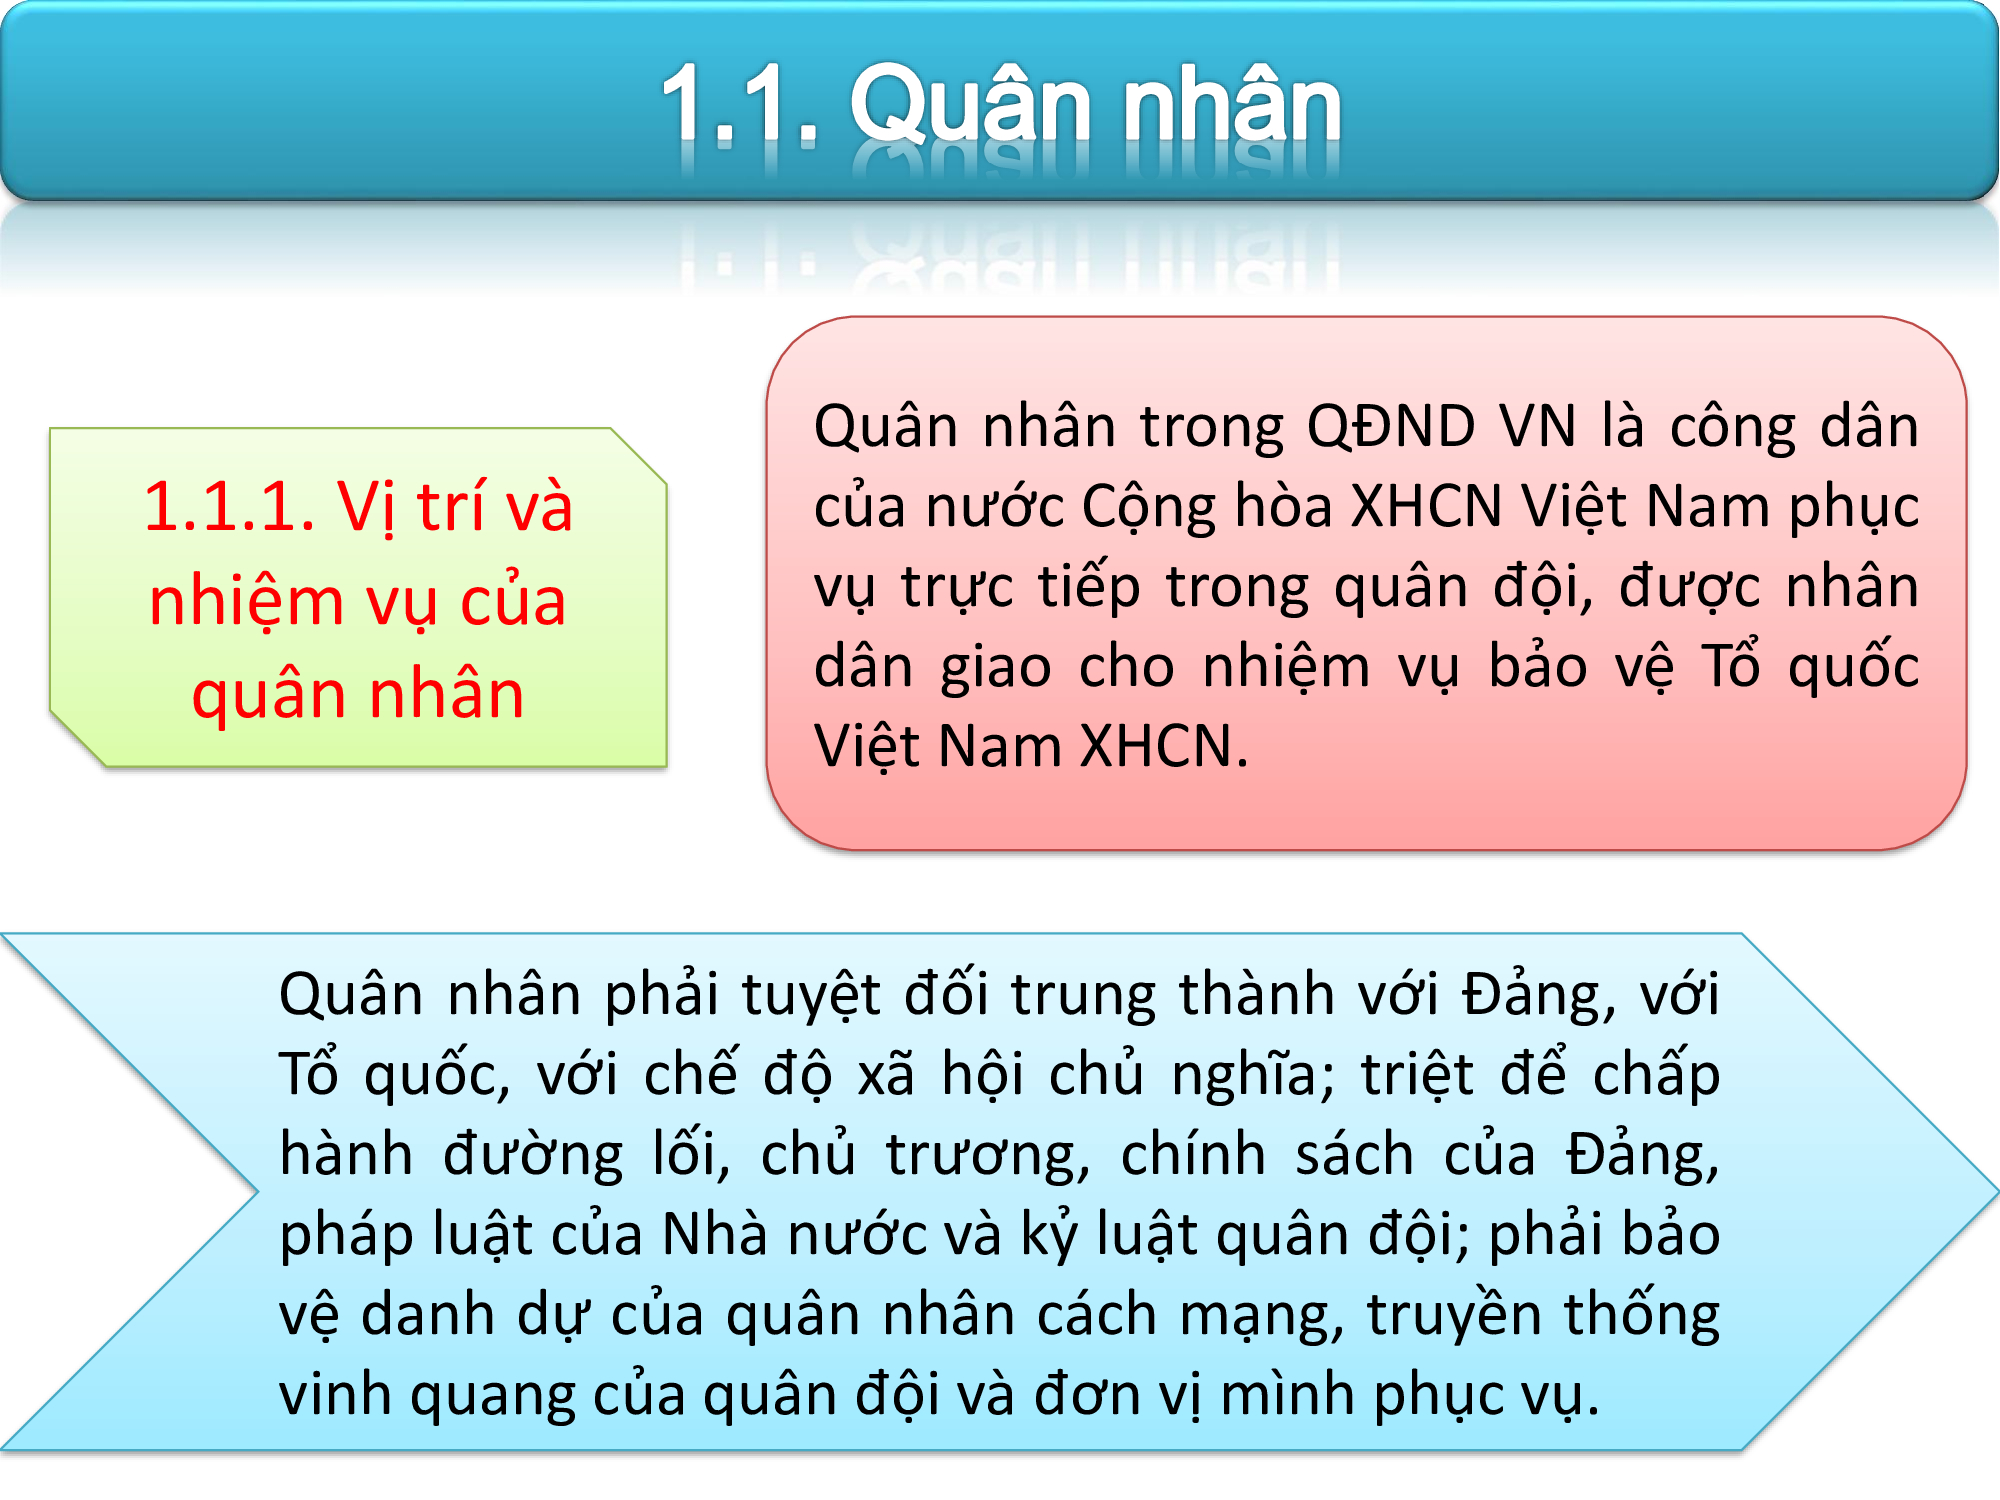 1.1. Quân nhân
1.1.1. Vị trí và
nhiệm vụ của
quân nhân
Quân nhân trong QĐND VN là công dân
của nước Cộng hòa XHCN Việt Nam phục
vụ trực tiếp trong quân đội, được nhân
dân giao cho nhiệm vụ bảo vệ Tổ quốc
Việt Nam XHCN.
Quân nhân phải tuyệt đối trung thành với Đảng, với
Tổ quốc, với chế độ xã hội chủ nghĩa; triệt để chấp
hành đường lối, chủ trương, chính sách của Đảng,
pháp luật của Nhà nước và kỷ luật quân đội; phải bảo
vệ danh dự của quân nhân cách mạng, truyền thống
vinh quang của quân đội và đơn vị mình phục vụ.